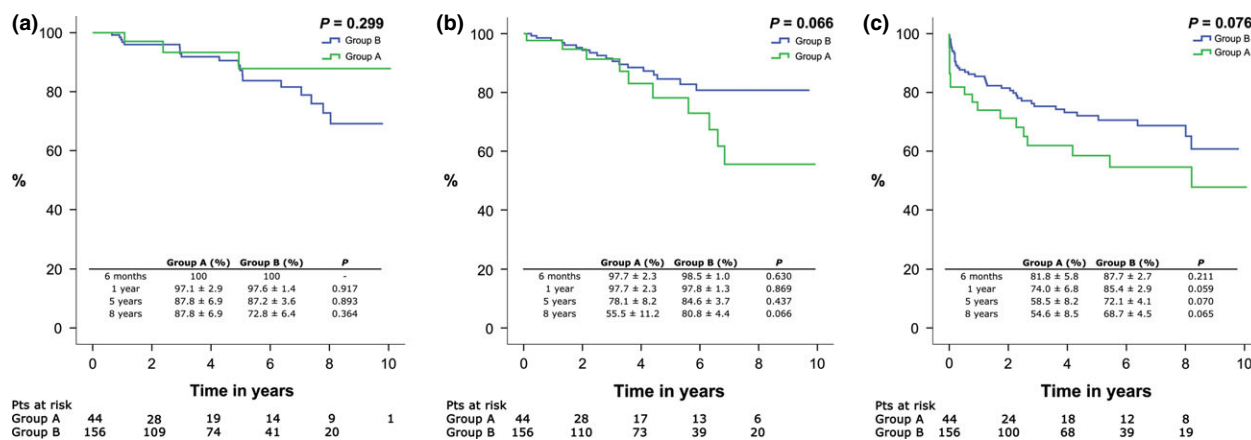 (a)
P = 0.299
Group B
Group A
100
80
60
%
40
20
0
Group A (%) Group B (%) P
6 months 100 100 -
1 year 97.1 ± 2.9 97.6 ± 1.4 0.917
5 years 87.8 ± 6.9 87.2 ± 3.6 0.893
8 years 87.8 ± 6.9 72.8 ± 6.4 0.364
0 2 4 6 8 10
Time in years
Pts at risk
Group A 44 28 19 14 9 1
Group B 156 109 74 41 20
(b)
P = 0.066
Group B
Group A
100
80
60
%
40
20
0
Group A (%) Group B (%) P
6 months 97.7 ± 2.3 98.5 ± 1.0 0.630
1 year 97.7 ± 2.3 97.8 ± 1.3 0.869
5 years 78.1 ± 8.2 84.6 ± 3.7 0.437
8 years 55.5 ± 11.2 80.8 ± 4.4 0.066
0 2 4 6 8 10
Time in years
Pts at risk
Group A 44 28 17 13 6
Group B 156 110 73 39 20
(c)
P = 0.076
Group B
Group A
100
80
60
%
40
20
0
Group A (%) Group B (%) P
6 months 81.8 ± 5.8 87.7 ± 2.7 0.211
1 year 74.0 ± 6.8 85.4 ± 2.9 0.059
5 years 58.5 ± 8.2 72.1 ± 4.1 0.070
8 years 54.6 ± 8.5 68.7 ± 4.5 0.065
0 2 4 6 8 10
Time in years
Pts at risk
Group A 44 24 18 12 8
Group B 156 100 68 39 19